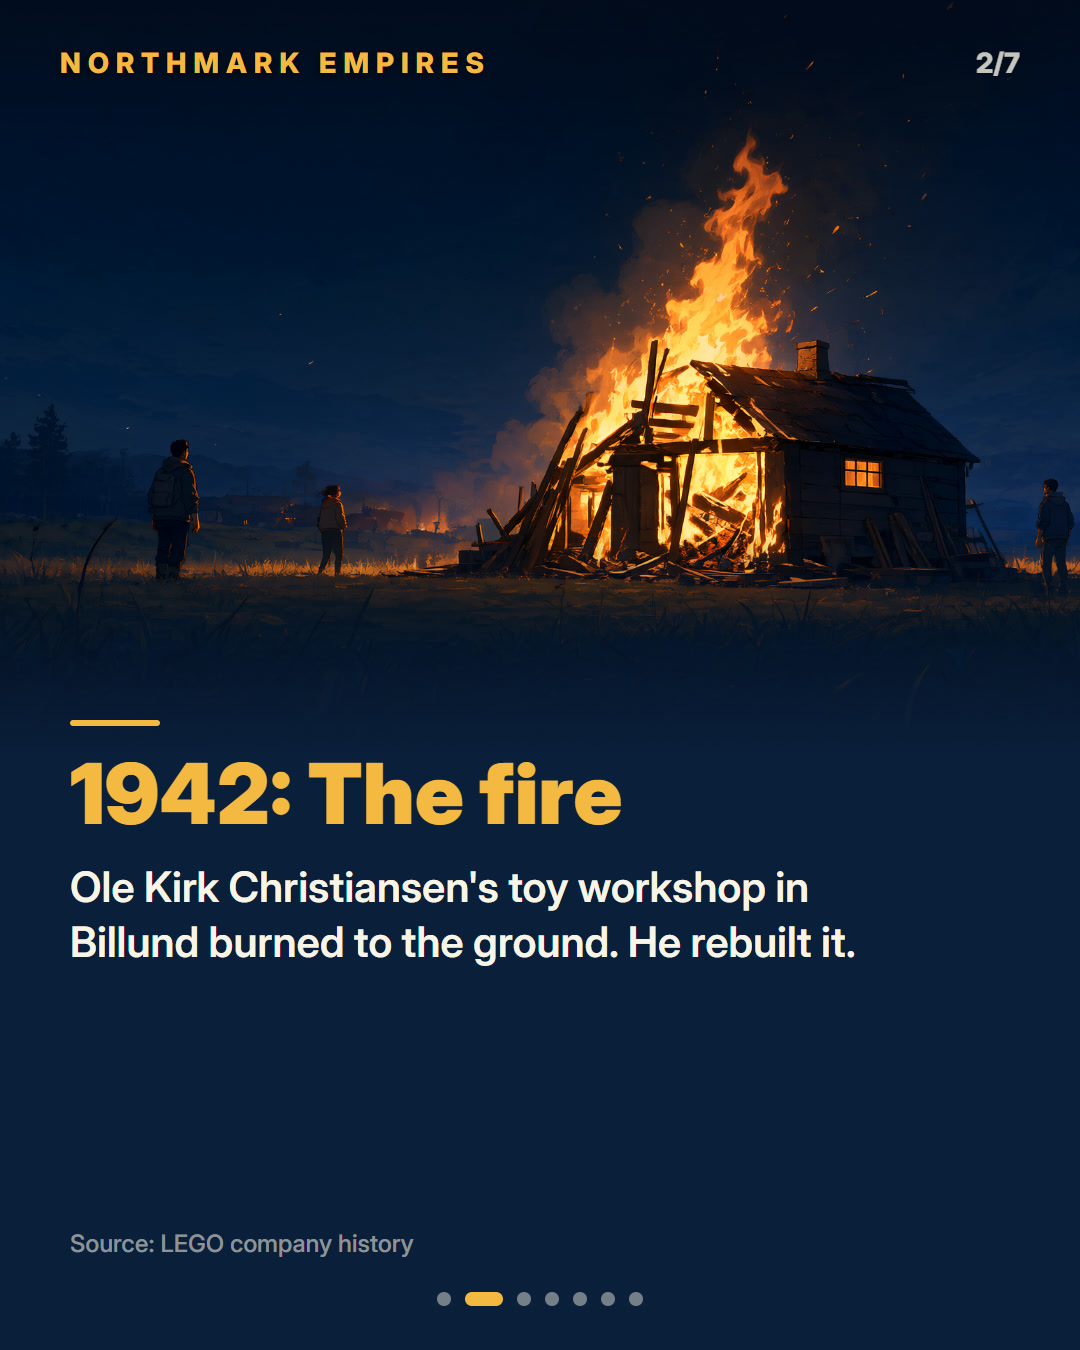 NORTHMARK EMPIRES
2/7
1942: The fire
Ole Kirk Christiansen's toy workshop in
Billund burned to the ground. He rebuilt it.
Source: LEGO company history